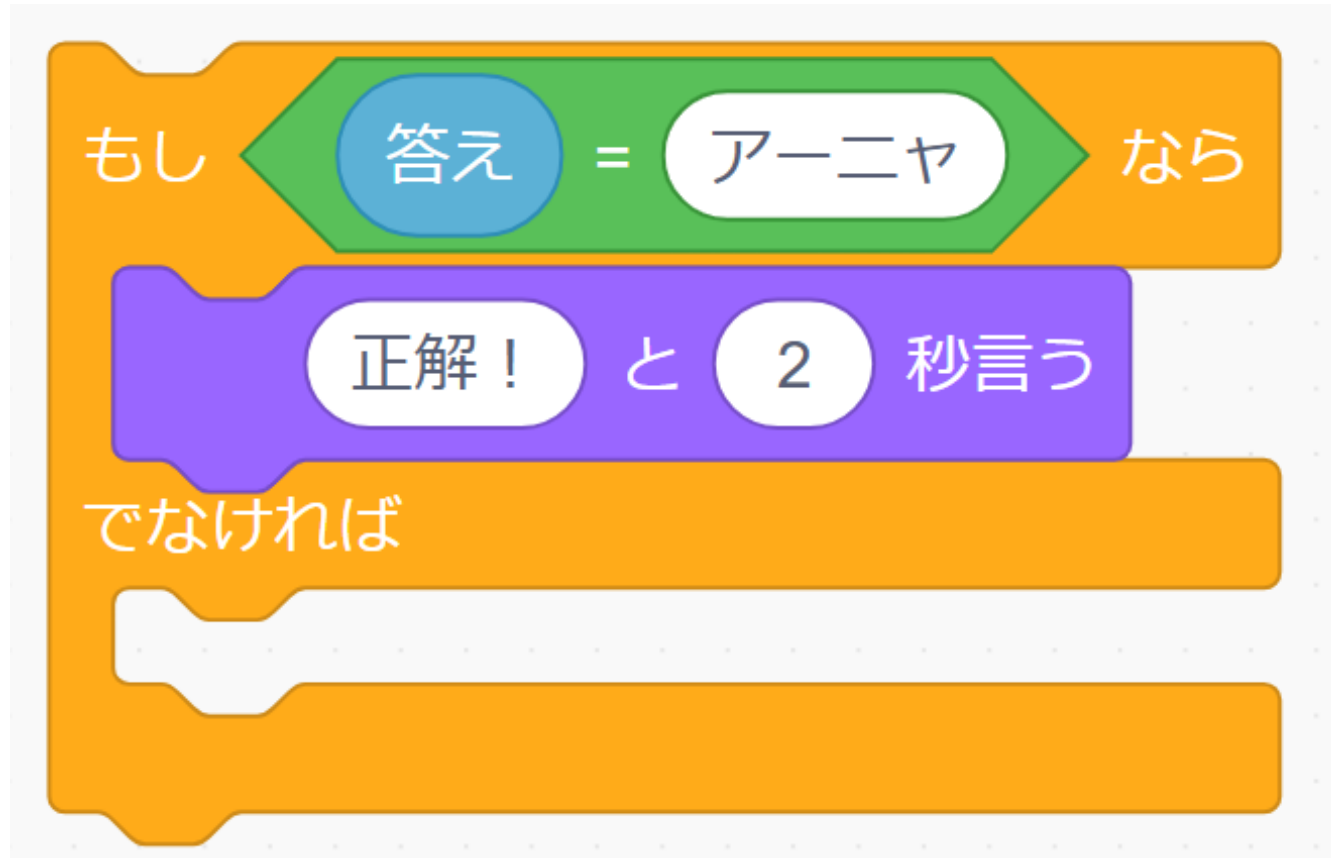 もし 答え = アーニャ なら
正解！ と 2 秒言う
でなければ